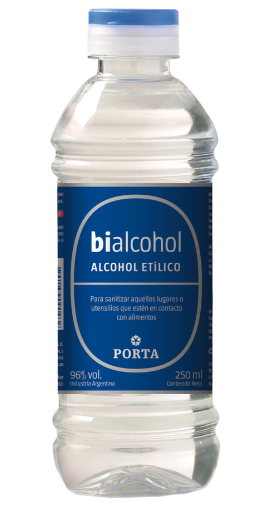 bialcohol
ALCOHOL ETÍLICO
Para sanitizar aquellos lugares o
utensilios que estén en contacto
con alimentos
PORTA
96º vol. 250 ml
Industria Argentina Contenido Neto